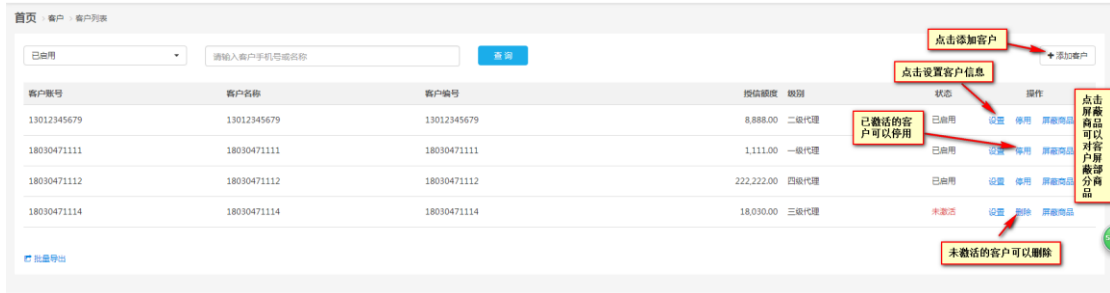 首页 › 客户 › 客户列表
点击添加客户
已启用
请输入客户手机号或名称
查 询
+添加客户
点击设置客户信息
客户账号 客户名称 客户编号 授信额度 级别 状态 操作
13012345679 13012345679 13012345679 8,888.00 二级代理 已启用 设置 停用 屏蔽商品
已激活的客
户可以停用
18030471111 18030471111 18030471111 1,111.00 一级代理 已启用 设置 停用 屏蔽商品
18030471112 18030471112 18030471112 222,222.00 四级代理 已启用 设置 停用 屏蔽商品
18030471114 18030471114 18030471114 18,030.00 三级代理 未激活 设置 删除 屏蔽商品
点击
屏蔽
商品
可以
对客
户屏
蔽部
分商
品
未激活的客户可以删除
批量导出